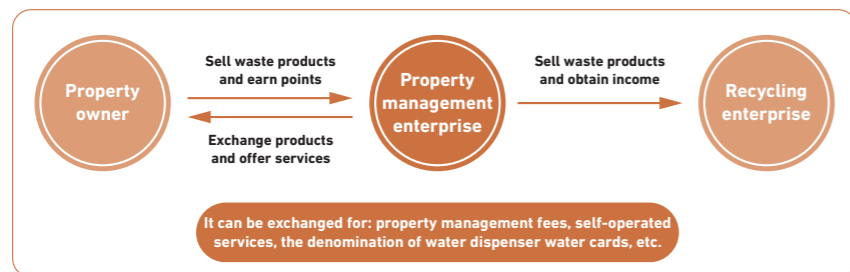 Property
owner
Sell waste products
and earn points
Exchange products
and offer services
Property
management
enterprise
Sell waste products
and obtain income
Recycling
enterprise
It can be exchanged for: property management fees, self-operated
services, the denomination of water dispenser water cards, etc.